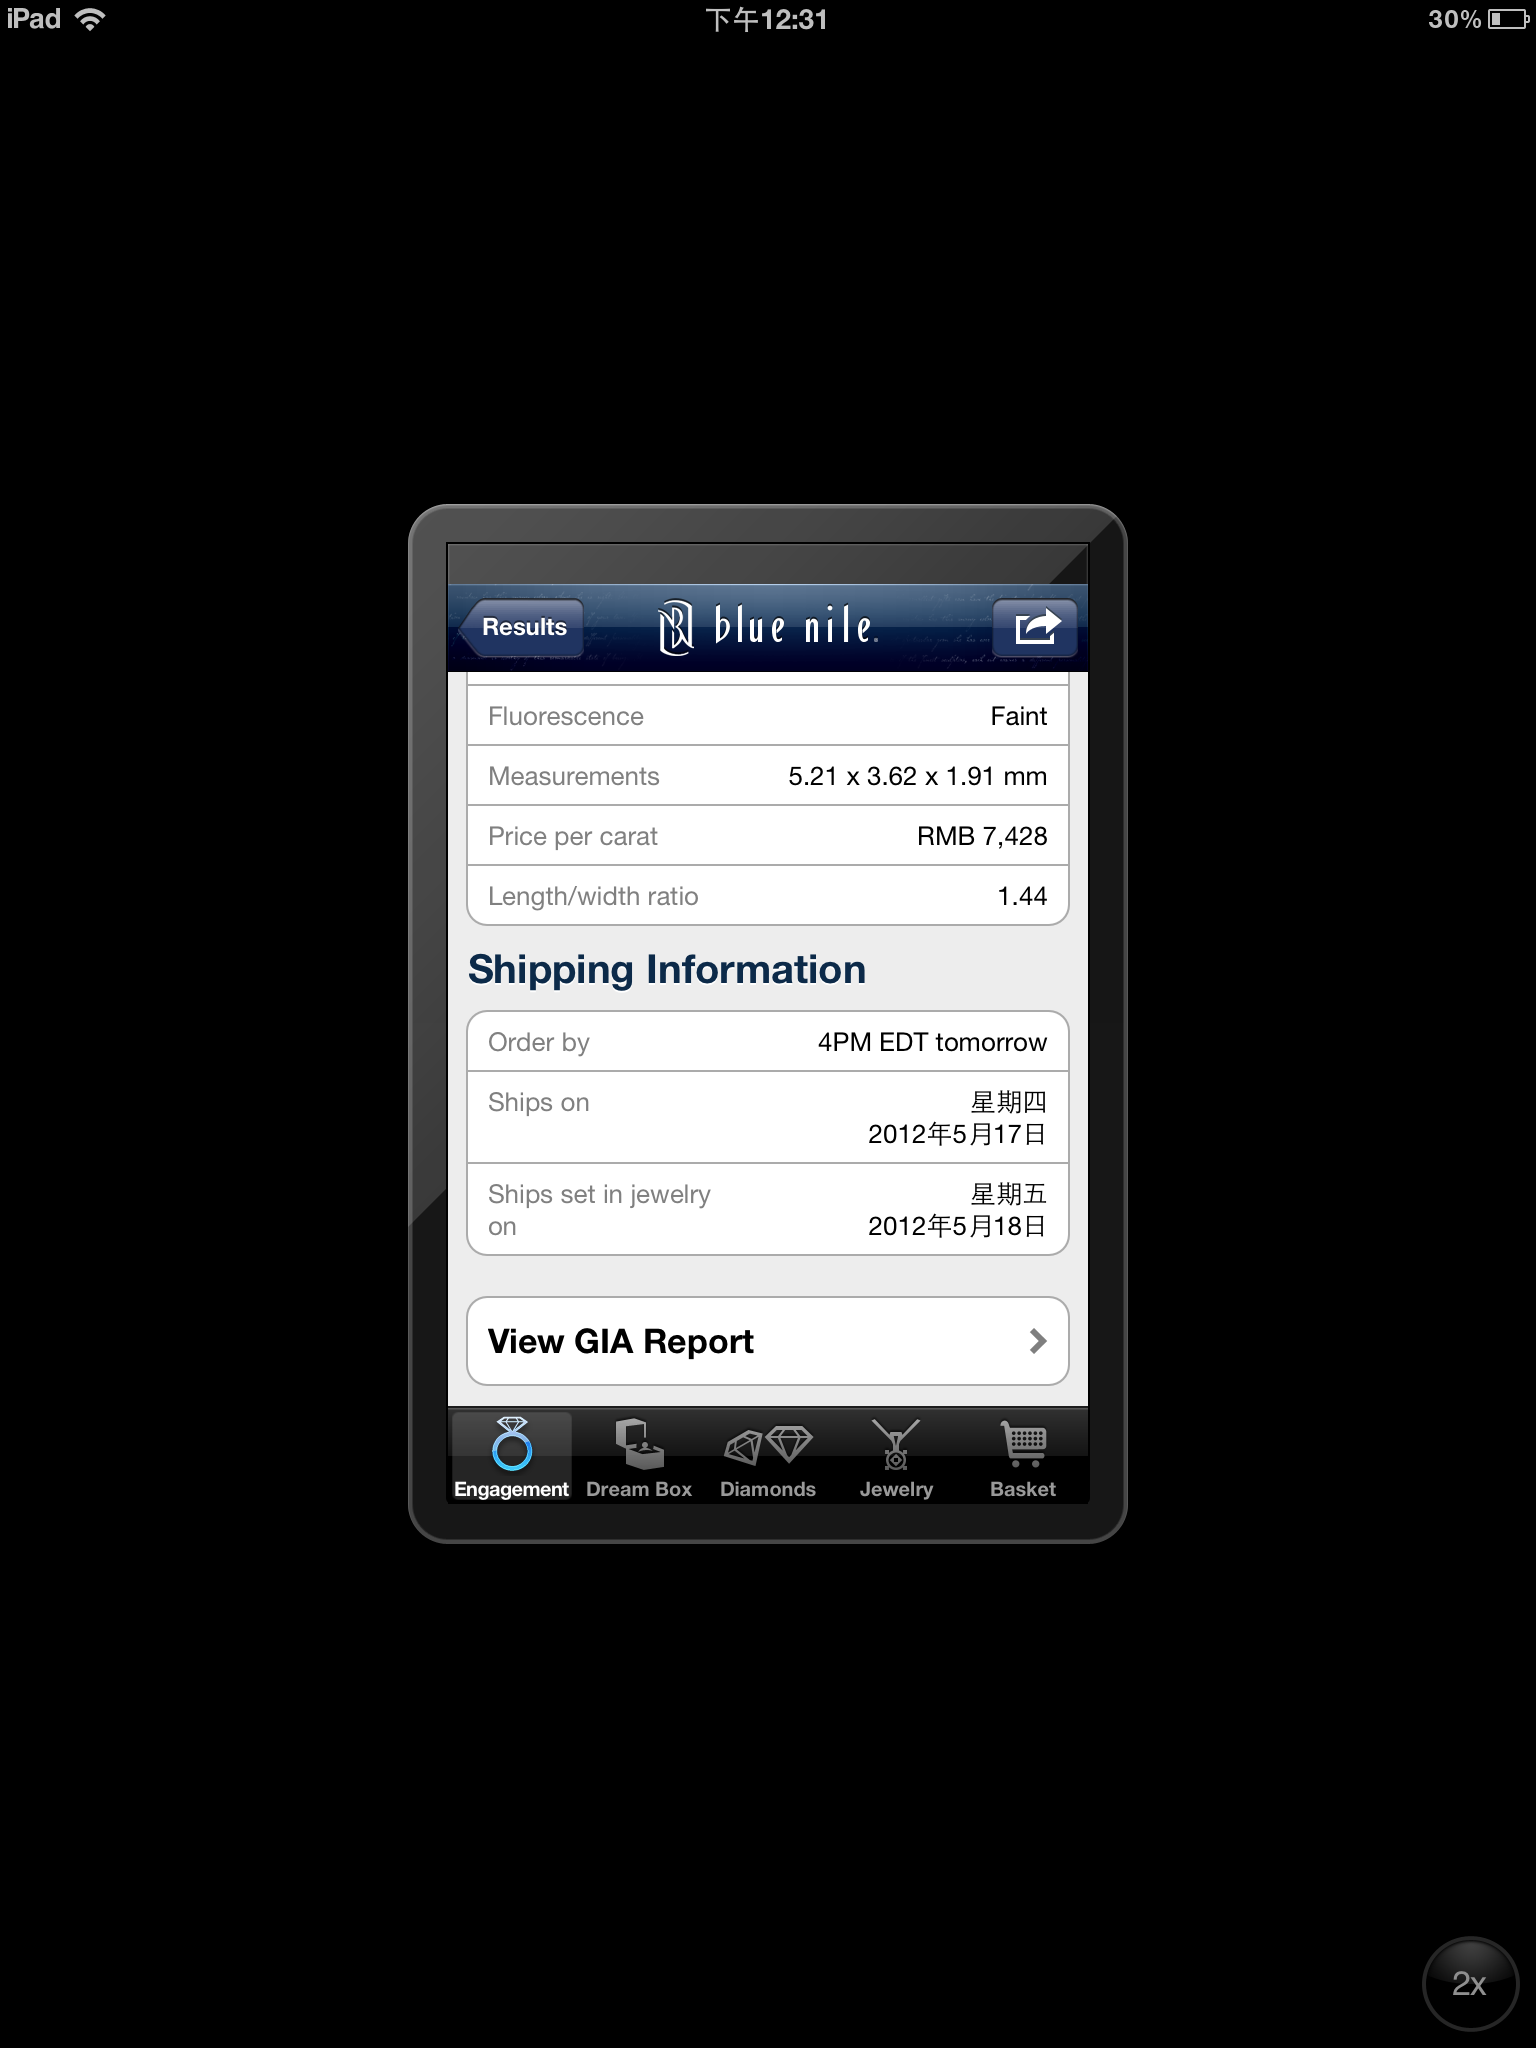 iPad 下午12:31 30%
Results blue nile.
Fluorescence Faint
Measurements 5.21 x 3.62 x 1.91 mm
Price per carat RMB 7,428
Length/width ratio 1.44
Shipping Information
Order by 4PM EDT tomorrow
Ships on 星期四
2012年5月17日
Ships set in jewelry 星期五
on 2012年5月18日
View GIA Report
Engagement Dream Box Diamonds Jewelry Basket
2x